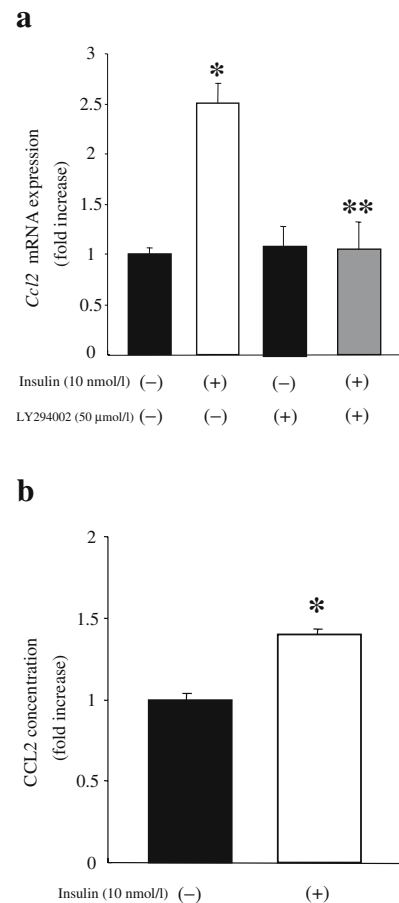 a
3
2.5
2
1.5
1
0.5
0
Ccl2 mRNA expression
(fold increase)
*
**
Insulin (10 nmol/l) (−) (+) (−) (+)
LY294002 (50 μmol/l) (−) (−) (+) (+)
b
2
1.5
1
0.5
0
CCL2 concentration
(fold increase)
*
Insulin (10 nmol/l) (−) (+)